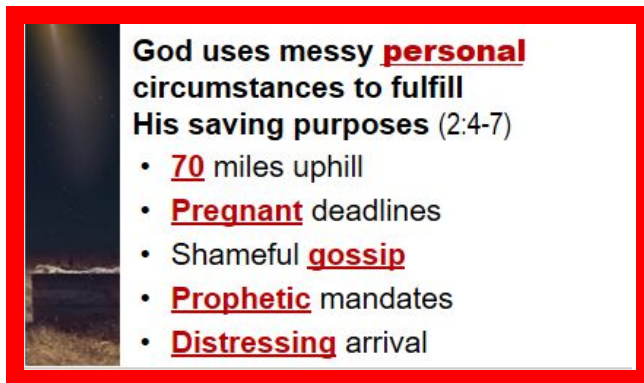 God uses messy personal
circumstances to fulfill
His saving purposes (2:4-7)
• 70 miles uphill
• Pregnant deadlines
• Shameful gossip
• Prophetic mandates
• Distressing arrival